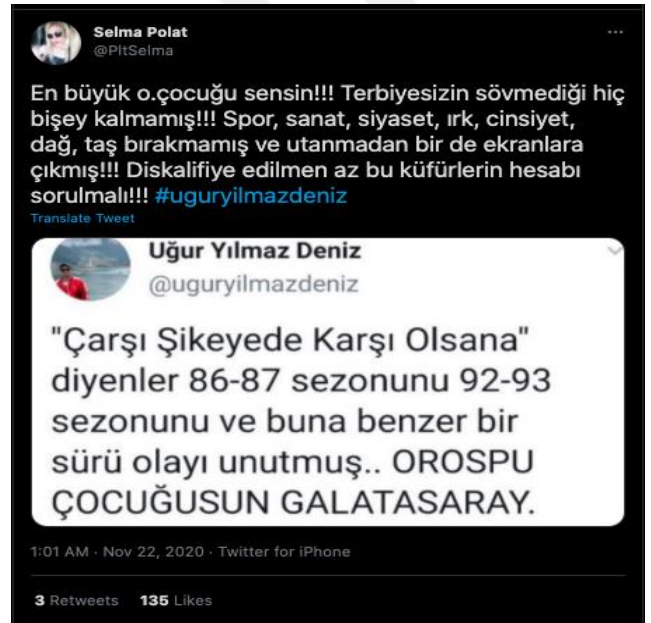 Selma Polat
@PltSelma
En büyük o.çocuğu sensin!!! Terbiyesizin sövmediği hiç
bişey kalmamış!!! Spor, sanat, siyaset, ırk, cinsiyet,
dağ, taş bırakmamış ve utanmadan bir de ekranlara
çıkmış!!! Diskalifiye edilmen az bu küfürlerin hesabı
sorulmalı!!! #uguryilmazdeniz
Translate Tweet
Uğur Yılmaz Deniz
@uguryilmazdeniz
"Çarşı Şikeyede Karşı Olsana"
diyenler 86-87 sezonunu 92-93
sezonunu ve buna benzer bir
sürü olayı unutmuş.. OROSPU
ÇOCUĞUSUN GALATASARAY.
1:01 AM · Nov 22, 2020 · Twitter for iPhone
3 Retweets 135 Likes